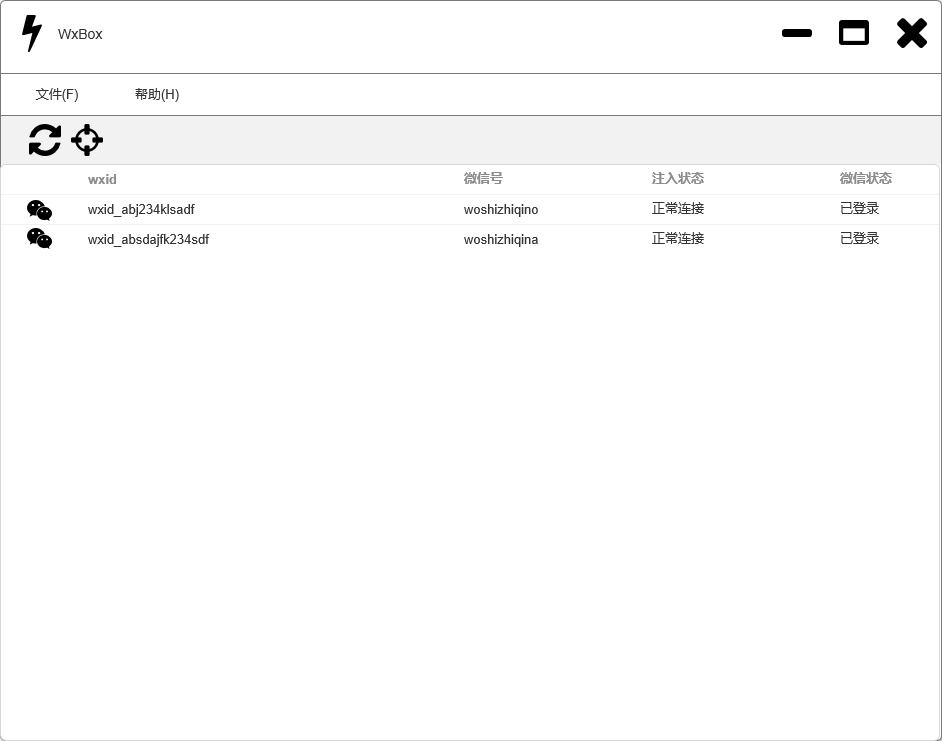 WxBox
文件(F) 帮助(H)
wxid 微信号 注入状态 微信状态
wxid_abj234klsadf woshizhiqino 正常连接 已登录
wxid_absdajfk234sdf woshizhiqina 正常连接 已登录